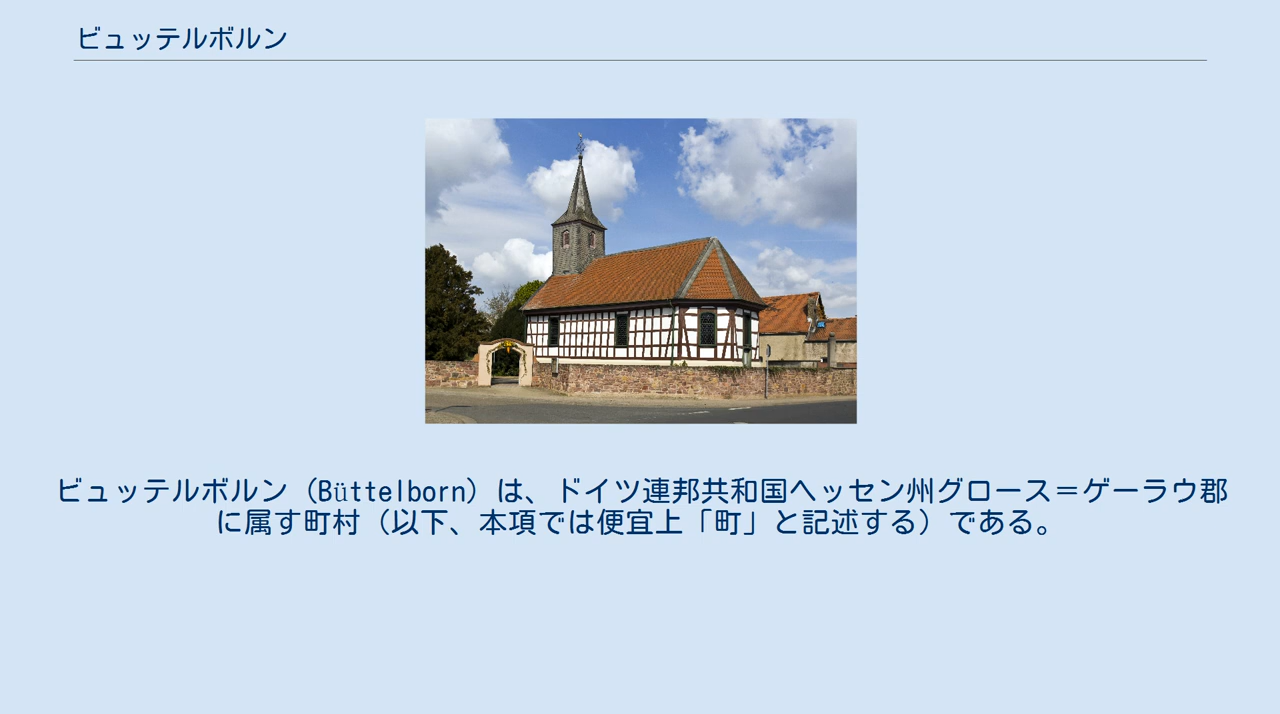 ビュッテルボルン
ビュッテルボルン（Büttelborn）は、ドイツ連邦共和国ヘッセン州グロース＝ゲーラウ郡
に属す町村（以下、本項では便宜上「町」と記述する）である。